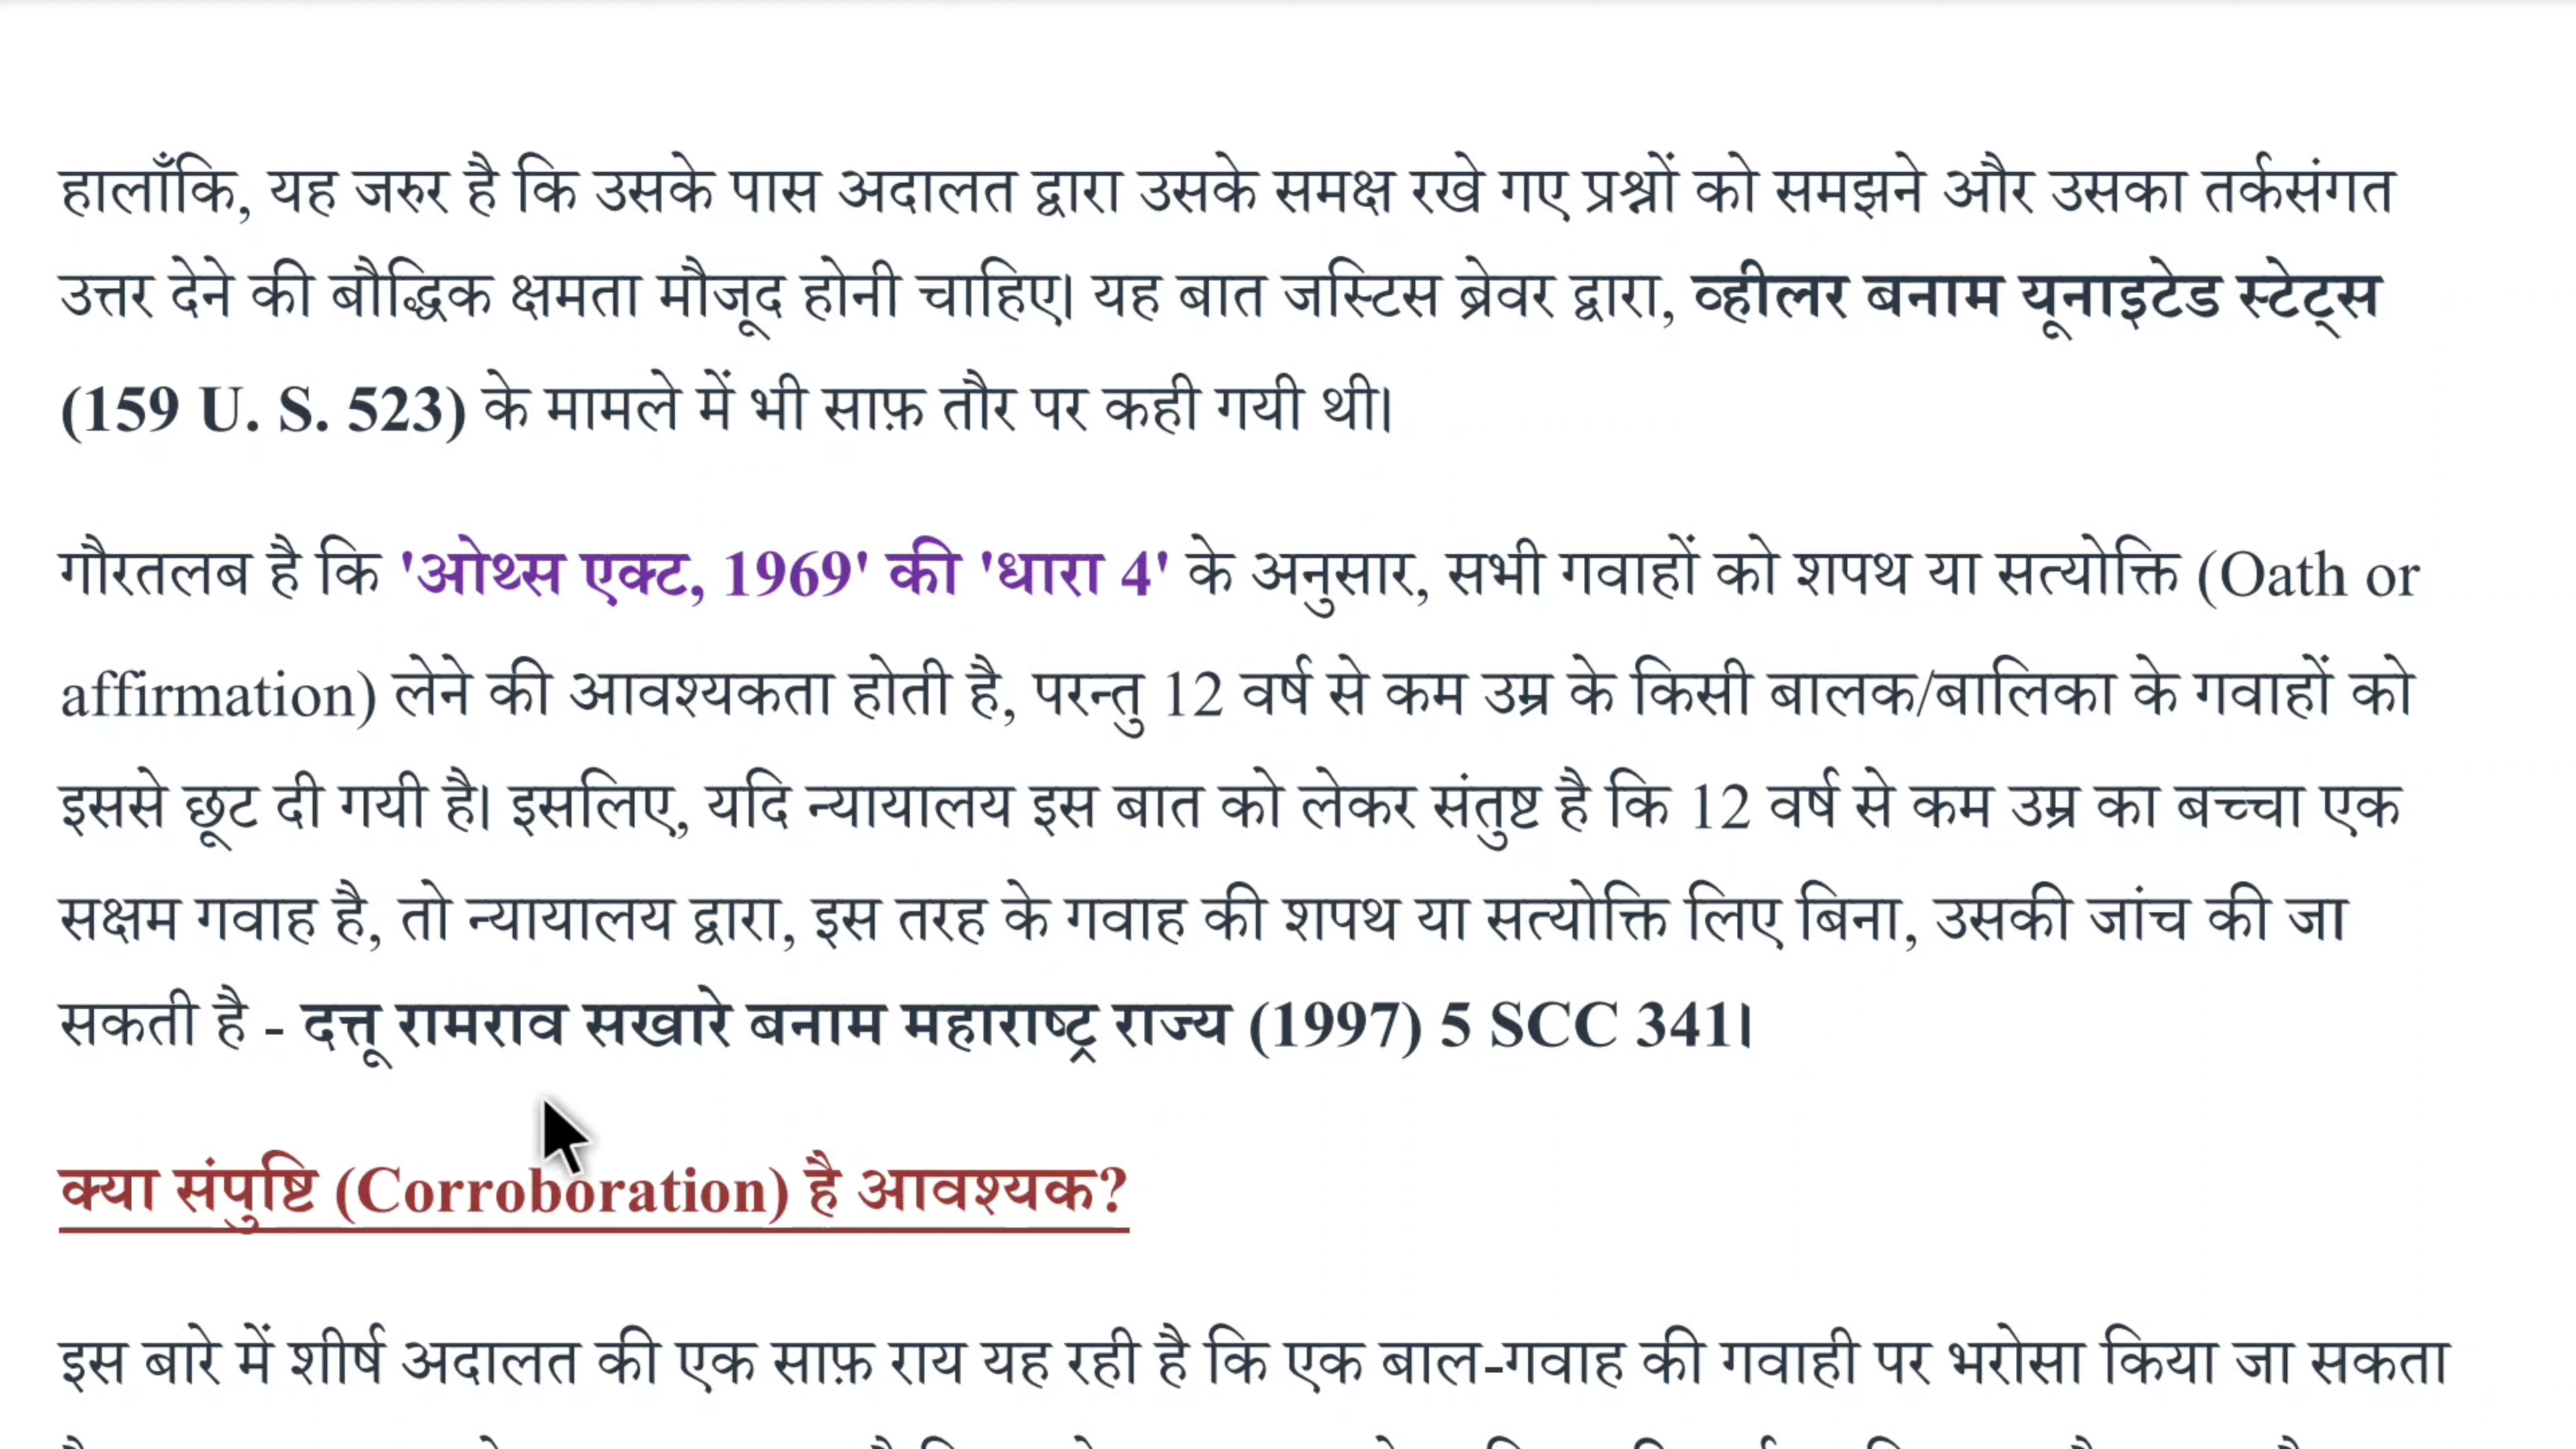 हालाँकि, यह जरुर है कि उसके पास अदालत द्वारा उसके समक्ष रखे गए प्रश्नों को समझने और उसका तर्कसंगत
उत्तर देने की बौद्धिक क्षमता मौजूद होनी चाहिए। यह बात जस्टिस ब्रेवर द्वारा, व्हीलर बनाम यूनाइटेड स्टेट्स
(159 U. S. 523) के मामले में भी साफ़ तौर पर कही गयी थी।
गौरतलब है कि 'ओथ्स एक्ट, 1969' की 'धारा 4' के अनुसार, सभी गवाहों को शपथ या सत्योक्ति (Oath or
affirmation) लेने की आवश्यकता होती है, परन्तु 12 वर्ष से कम उम्र के किसी बालक/बालिका के गवाहों को
इससे छूट दी गयी है। इसलिए, यदि न्यायालय इस बात को लेकर संतुष्ट है कि 12 वर्ष से कम उम्र का बच्चा एक
सक्षम गवाह है, तो न्यायालय द्वारा, इस तरह के गवाह की शपथ या सत्योक्ति लिए बिना, उसकी जांच की जा
सकती है - दत्तू रामराव सखारे बनाम महाराष्ट्र राज्य (1997) 5 SCC 341।
क्या संपुष्टि (Corroboration) है आवश्यक?
इस बारे में शीर्ष अदालत की एक साफ़ राय यह रही है कि एक बाल-गवाह की गवाही पर भरोसा किया जा सकता